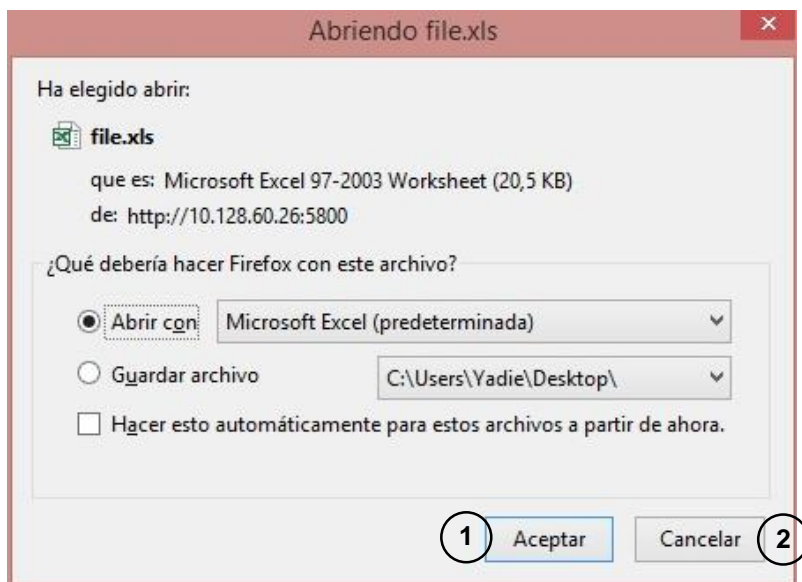 Abriendo file.xls
Ha elegido abrir:
file.xls
que es: Microsoft Excel 97-2003 Worksheet (20,5 KB)
de: http://10.128.60.26:5800
¿Qué debería hacer Firefox con este archivo?
Abrir con Microsoft Excel (predeterminada)
Guardar archivo C:\Users\Yadie\Desktop\
Hacer esto automáticamente para estos archivos a partir de ahora.
1 Aceptar Cancelar 2